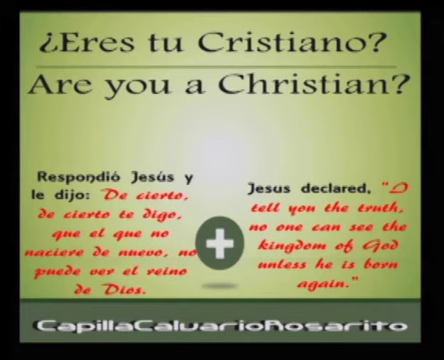 ¿Eres tu Cristiano?
Are you a Christian?
Respondió Jesús y
le dijo: De cierto,
de cierto te digo,
que el que no
naciere de nuevo, no
puede ver el reino
de Dios.
Jesus declared, "I
tell you the truth,
no one can see the
kingdom of God
unless he is born
again."
CapillaCalvarioRosarito